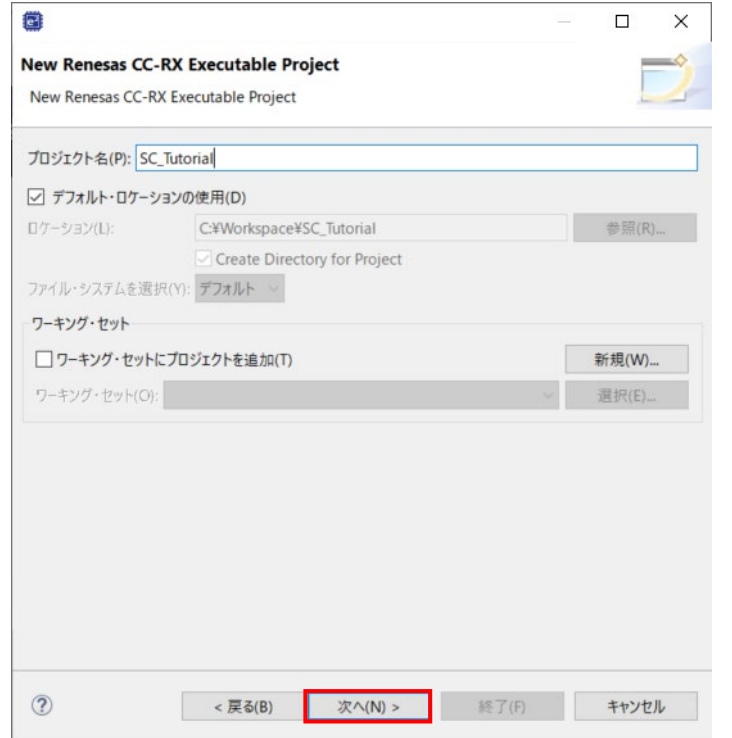 e²
New Renesas CC-RX Executable Project
New Renesas CC-RX Executable Project
プロジェクト名(P): SC_Tutorial
デフォルト・ロケーションの使用(D)
ロケーション(L): C:¥Workspace¥SC_Tutorial 参照(R)...
Create Directory for Project
ファイル・システムを選択(Y): デフォルト
ワーキング・セット
ワーキング・セットにプロジェクトを追加(T) 新規(W)...
ワーキング・セット(O): 選択(E)...
? < 戻る(B) 次へ(N) > 終了(F) キャンセル